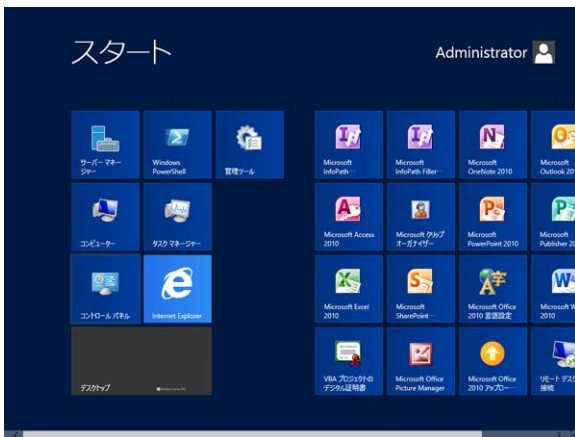 スタート
Administrator
サーバー マネー
ジャー
Windows
PowerShell
管理ツール
Microsoft
InfoPath…
Microsoft
InfoPath Filler…
Microsoft
OneNote 2010
Microsoft
Outlook 20
コンピューター
タスク マネージャー
Microsoft Access
2010
Microsoft クリップ
オーガナイザー
Microsoft
PowerPoint 2010
Microsoft
Publisher 20
コントロール パネル
Internet Explorer
Microsoft Excel
2010
Microsoft
SharePoint…
Microsoft Office
2010 言語設定
Microsoft W
2010
デスクトップ
VBA プロジェクトの
デジタル証明書
Microsoft Office
Picture Manager
Microsoft Office
2010 アップロー…
リモート デスク
接続